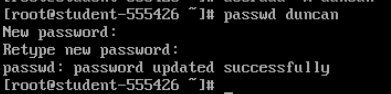 [root@student-555426 ~]# passwd duncan
New password:
Retype new password:
passwd: password updated successfully
[root@student-555426 ~]#